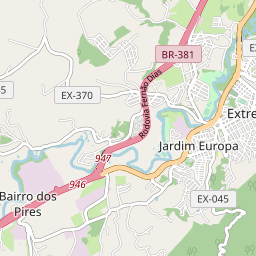 BR-381
5
EX-370
Rodovia Fernão Dias
Extre
Jardim Europa
947
946
Bairro dos
Pires
EX-045